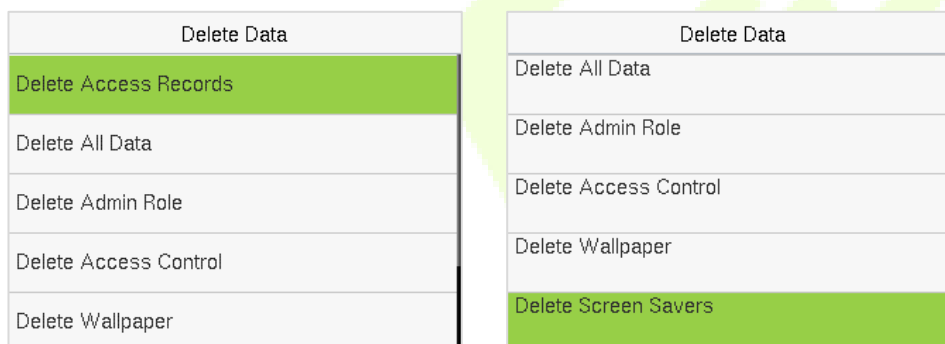 Delete Data
Delete Access Records
Delete All Data
Delete Admin Role
Delete Access Control
Delete Wallpaper
Delete Data
Delete All Data
Delete Admin Role
Delete Access Control
Delete Wallpaper
Delete Screen Savers